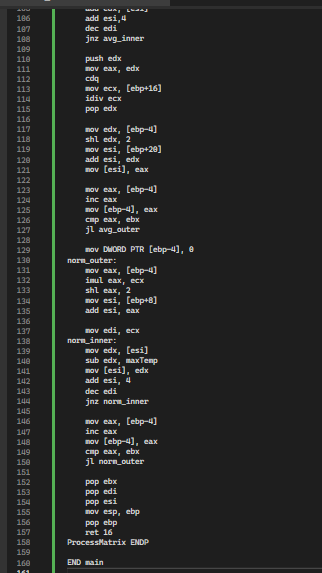 106 add esi,4
107 dec edi
108 jnz avg_inner
109
110 push edx
111 mov eax, edx
112 cdq
113 mov ecx, [ebp+16]
114 idiv ecx
115 pop edx
116
117 mov edx, [ebp-4]
118 shl edx, 2
119 mov esi, [ebp+20]
120 add esi, edx
121 mov [esi], eax
122
123 mov eax, [ebp-4]
124 inc eax
125 mov [ebp-4], eax
126 cmp eax, ebx
127 jl avg_outer
128
129 mov DWORD PTR [ebp-4], 0
130 norm_outer:
131 mov eax, [ebp-4]
132 imul eax, ecx
133 shl eax, 2
134 mov esi, [ebp+8]
135 add esi, eax
136
137 mov edi, ecx
138 norm_inner:
139 mov edx, [esi]
140 sub edx, maxTemp
141 mov [esi], edx
142 add esi, 4
143 dec edi
144 jnz norm_inner
145
146 mov eax, [ebp-4]
147 inc eax
148 mov [ebp-4], eax
149 cmp eax, ebx
150 jl norm_outer
151
152 pop ebx
153 pop edi
154 pop esi
155 mov esp, ebp
156 pop ebp
157 ret 16
158 ProcessMatrix ENDP
159
160 END main
161